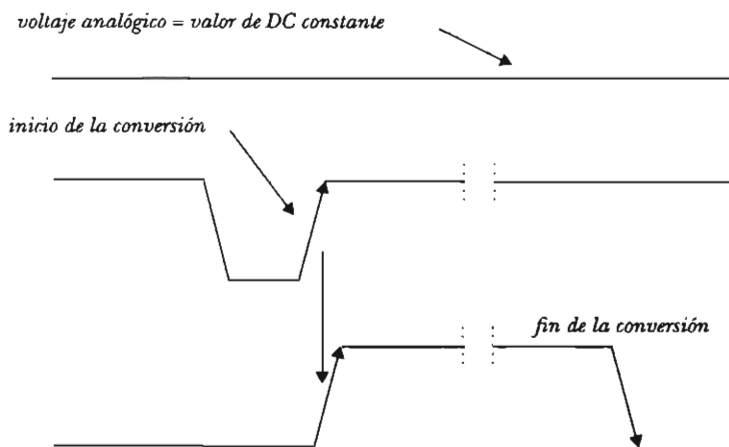 voltaje analógico = valor de DC constante
inicio de la conversión
fin de la conversión